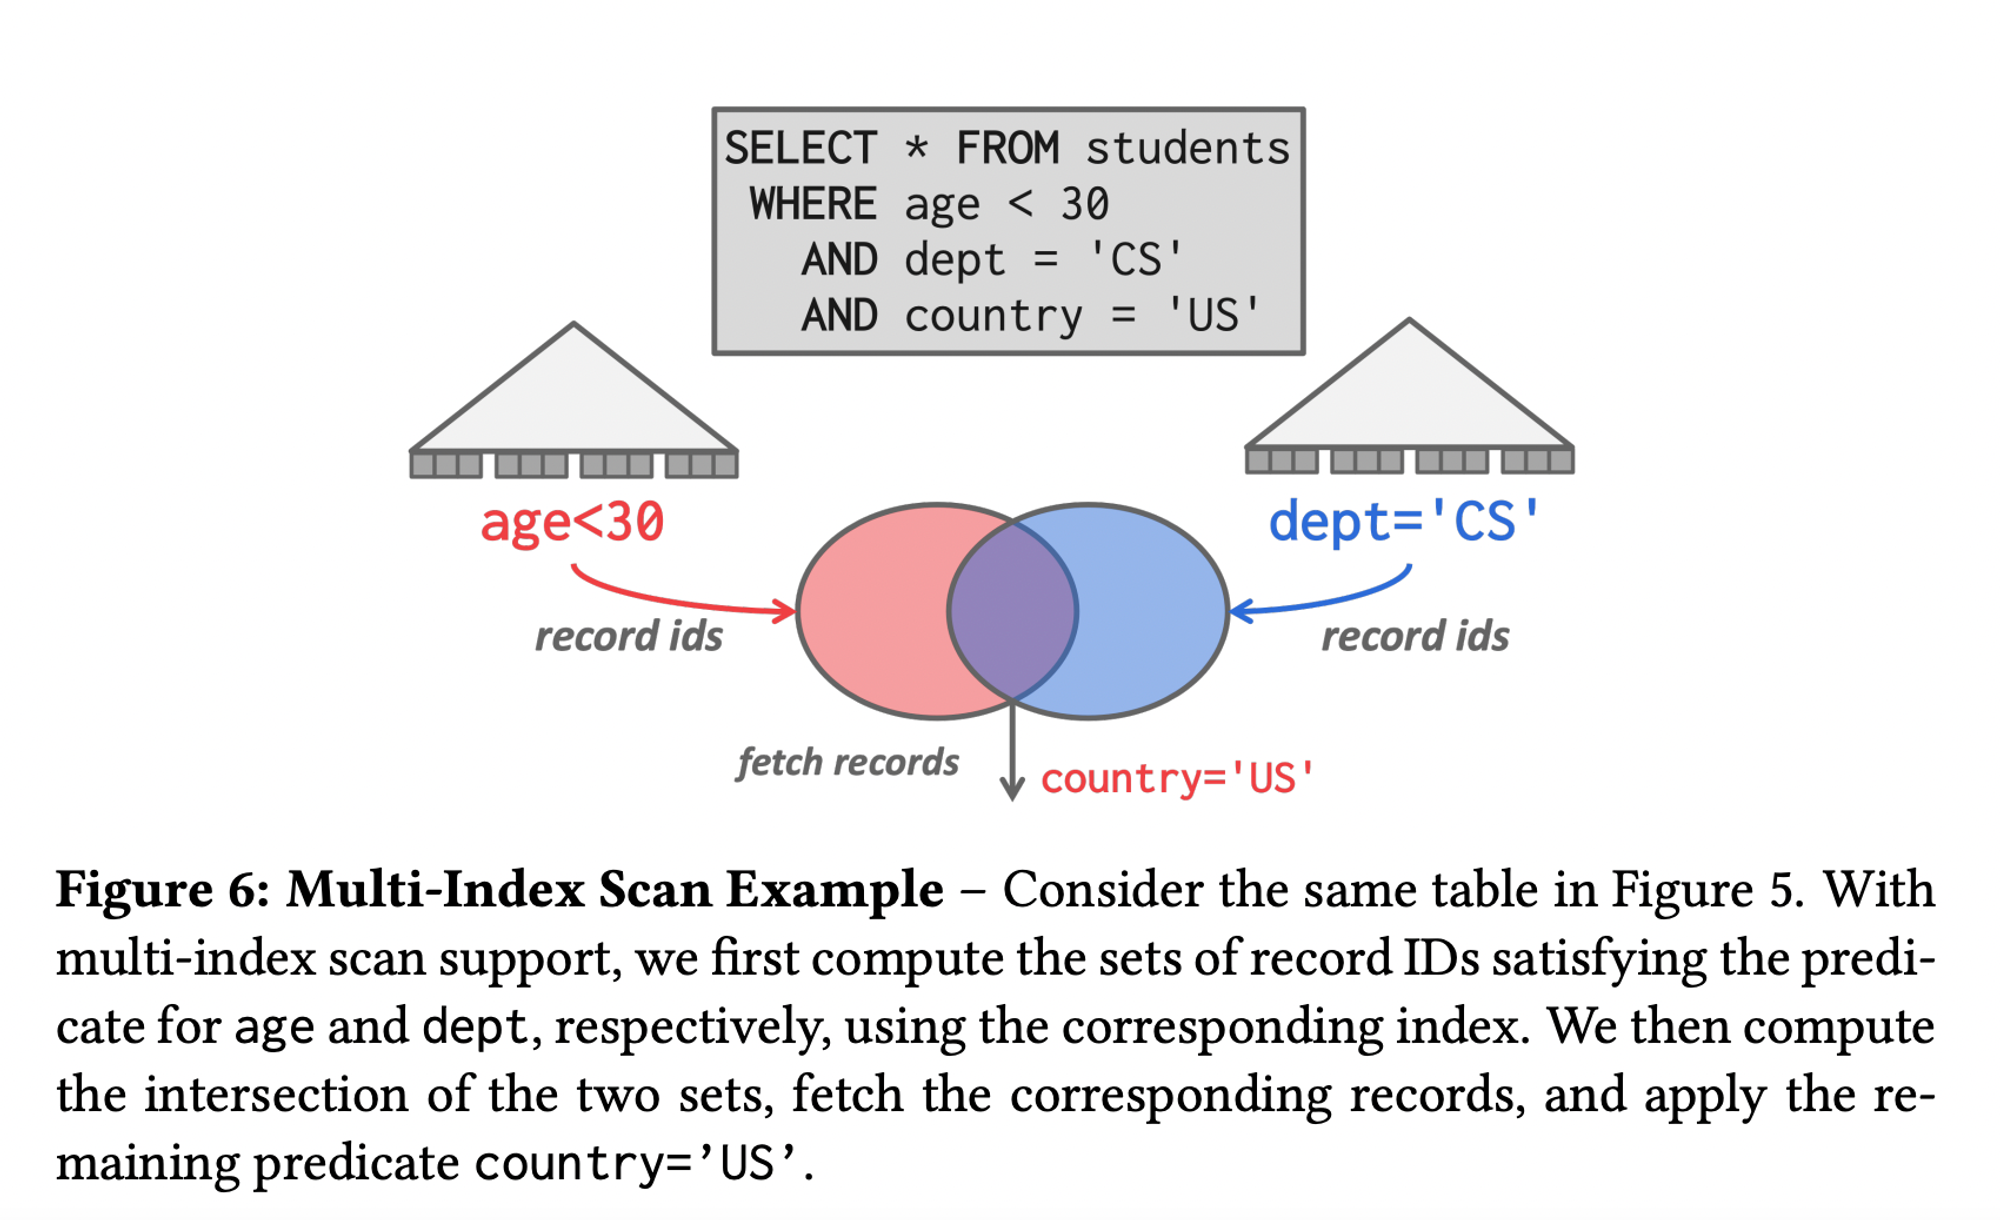 SELECT * FROM students
WHERE age < 30
AND dept = 'CS'
AND country = 'US'
age<30
dept='CS'
record ids
record ids
fetch records
country='US'
Figure 6: Multi-Index Scan Example – Consider the same table in Figure 5. With
multi-index scan support, we first compute the sets of record IDs satisfying the predi-
cate for age and dept, respectively, using the corresponding index. We then compute
the intersection of the two sets, fetch the corresponding records, and apply the re-
maining predicate country=’US’.